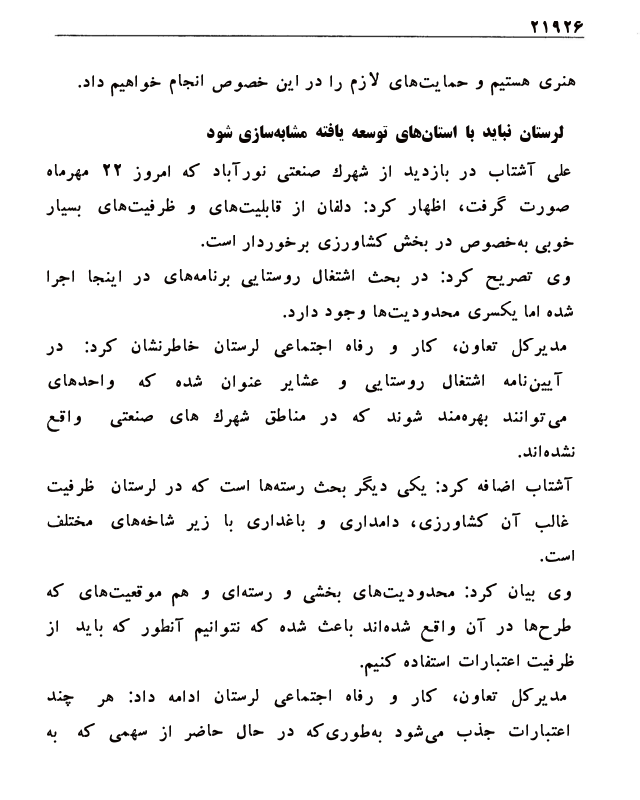 ۲۱۹۲۶
هنری هستیم و حمایت‌های لازم را در این خصوص انجام خواهیم داد.
لرستان نباید با استان‌های توسعه یافته مشابه‌سازی شود
علی آشتاب در بازدید از شهرك صنعتی نورآباد که امروز ۲۲ مهرماه
صورت گرفت، اظهار کرد: دلفان از قابلیت‌های و ظرفیت‌های بسیار
خوبی به‌خصوص در بخش کشاورزی برخوردار است.
وی تصریح کرد: در بحث اشتغال روستایی برنامه‌های در اینجا اجرا
شده اما یکسری محدودیت‌ها وجود دارد.
مدیرکل تعاون، کار و رفاه اجتماعی لرستان خاطرنشان کرد: در
آیین‌نامه اشتغال روستایی و عشایر عنوان شده که واحدهای
می‌توانند بهره‌مند شوند که در مناطق شهرك های صنعتی واقع
نشده‌اند.
آشتاب اضافه کرد: یکی دیگر بحث رسته‌ها است که در لرستان ظرفیت
غالب آن کشاورزی، دامداری و باغداری با زیر شاخه‌های مختلف
است.
وی بیان کرد: محدودیت‌های بخشی و رسته‌ای و هم موقعیت‌های که
طرح‌ها در آن واقع شده‌اند باعث شده که نتوانیم آنطور که باید از
ظرفیت اعتبارات استفاده کنیم.
مدیرکل تعاون، کار و رفاه اجتماعی لرستان ادامه داد: هر چند
اعتبارات جذب می‌شود به‌طوری‌که در حال حاضر از سهمی که به